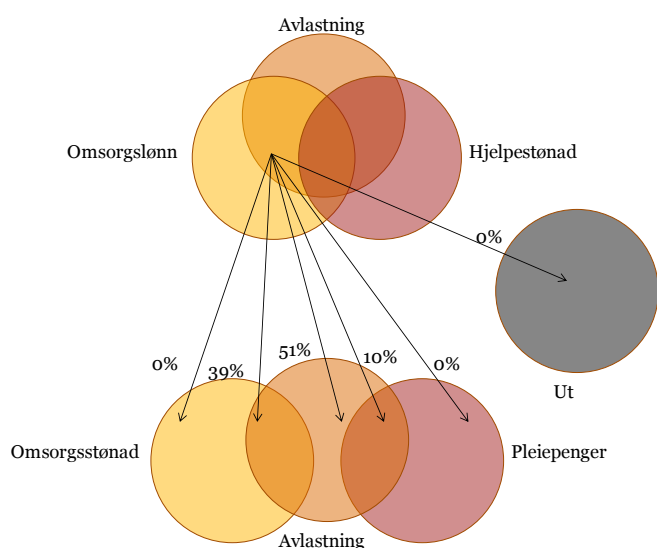 Avlastning
Omsorgslønn
Hjelpestønad
0%
51%
10%
0%
0%
39%
Ut
Omsorgsstønad
Pleiepenger
Avlastning